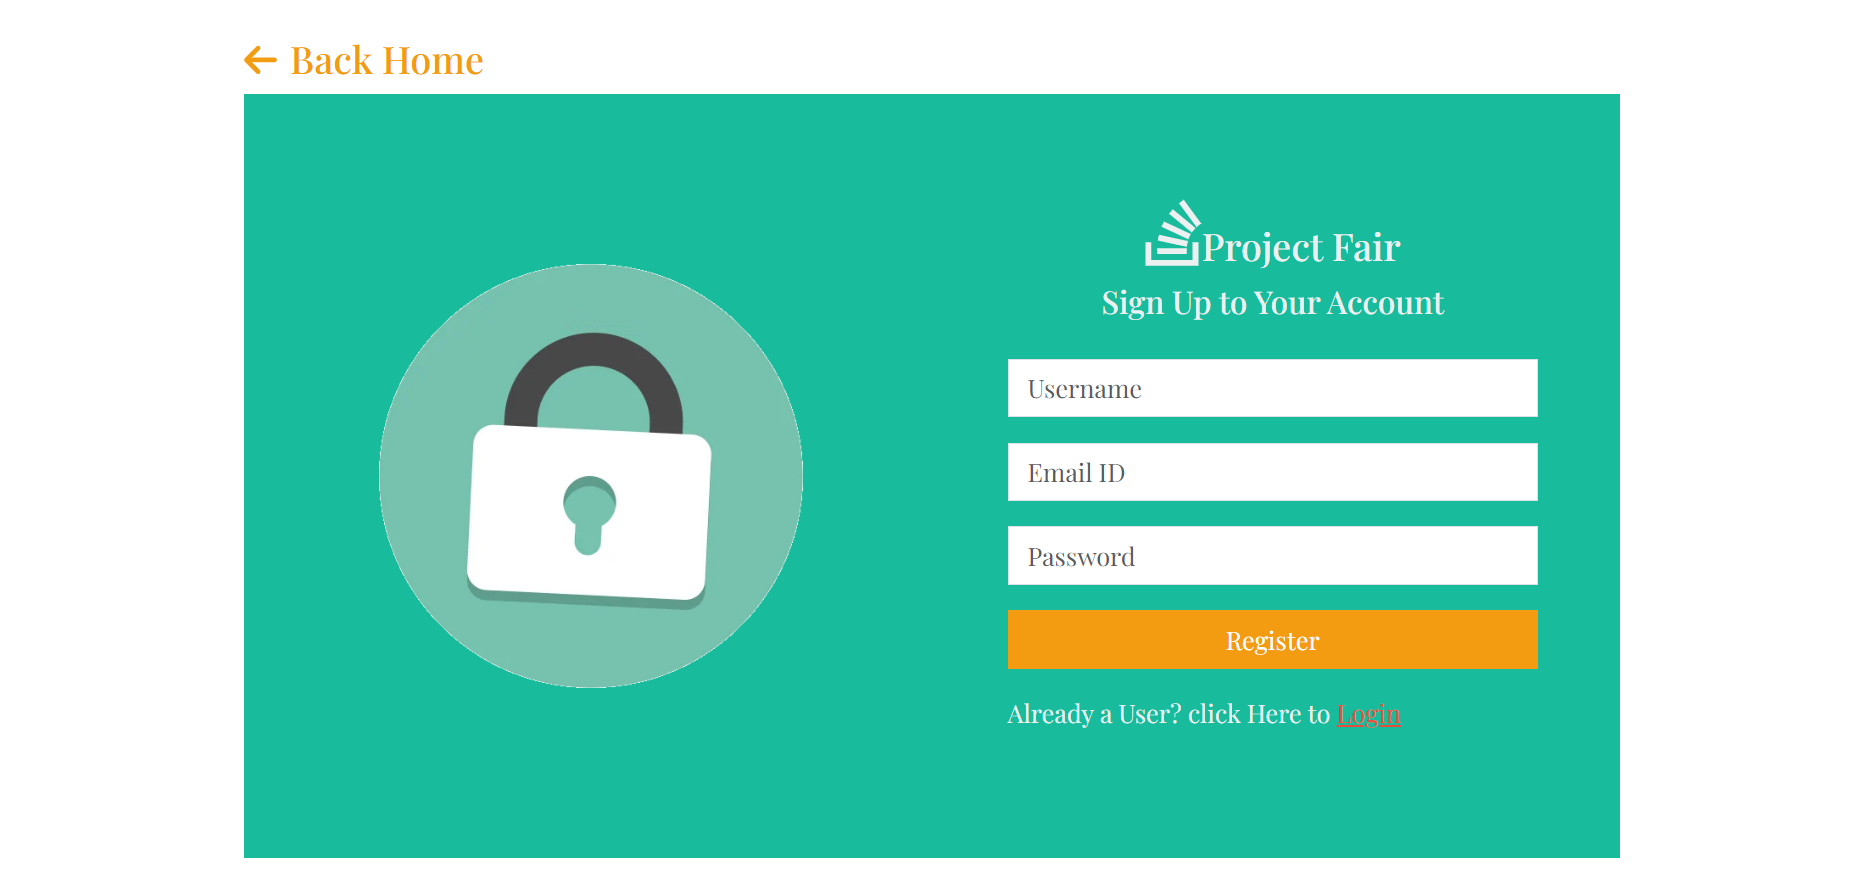 Back Home
Project Fair
Sign Up to Your Account
Username
Email ID
Password
Register
Already a User? click Here to Login